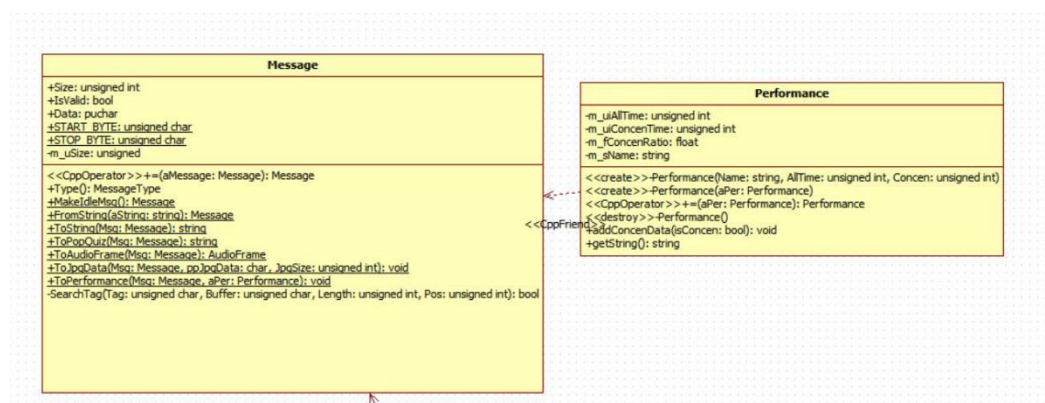 Message
+Size: unsigned int
+IsValid: bool
+Data: puchar
+START_BYTE: unsigned char
+STOP_BYTE: unsigned char
-m_uSize: unsigned
<<CppOperator>>+=(aMessage: Message): Message
+Type(): MessageType
+MakeIdleMsg(): Message
+FromString(aString: string): Message
+ToString(Msg: Message): string
+ToPopQuiz(Msg: Message): string
+ToAudioFrame(Msg: Message): AudioFrame
+ToJpgData(Msg: Message, ppJpgData: char, JpgSize: unsigned int): void
+ToPerformance(Msg: Message, aPer: Performance): void
-SearchTag(Tag: unsigned char, Buffer: unsigned char, Length: unsigned int, Pos: unsigned int): bool
<<CppFriend>>
Performance
-m_uiAllTime: unsigned int
-m_uiConcenTime: unsigned int
-m_fConcenRatio: float
-m_sName: string
<<create>>-Performance(Name: string, AllTime: unsigned int, Concen: unsigned int)
<<create>>-Performance(aPer: Performance)
<<CppOperator>>+=(aPer: Performance): Performance
<<destroy>>-Performance()
+addConcenData(isConcen: bool): void
+getString(): string